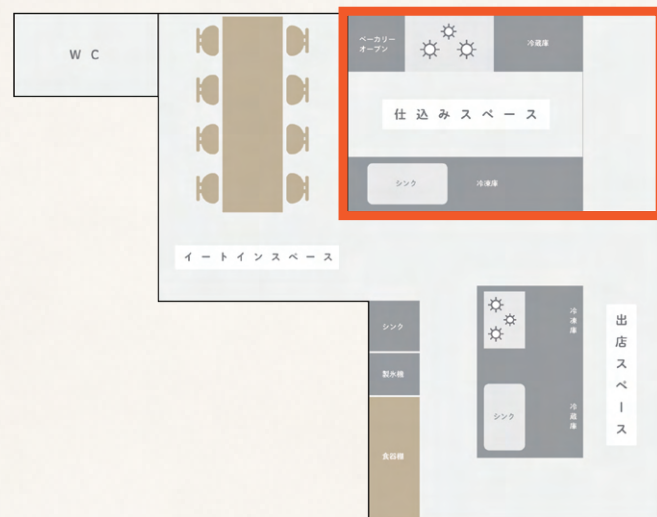 WC
ベーカリー
オーブン
冷蔵庫
仕込みスペース
シンク
冷凍庫
イートインスペース
シンク
製氷機
食器棚
冷凍庫
シンク
冷蔵庫
出店スペース